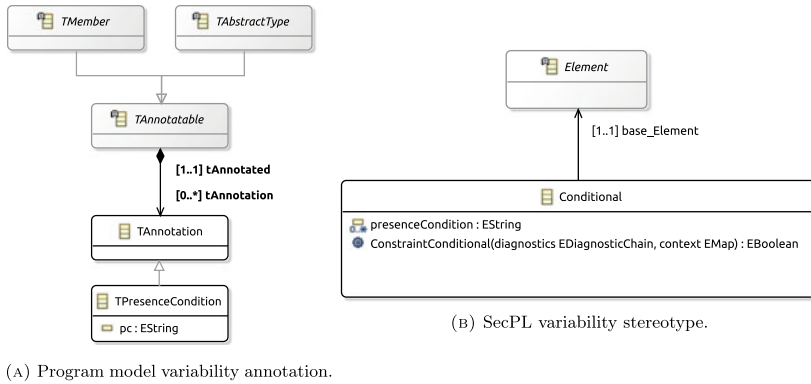 TMember
TAbstractType
TAnnotatable
[1..1] tAnnotated
[0..*] tAnnotation
TAnnotation
TPresenceCondition
pc : EString
(A) Program model variability annotation.
Element
[1..1] base_Element
Conditional
presenceCondition : EString
ConstraintConditional(diagnostics EDiagnosticChain, context EMap) : EBoolean
(B) SecPL variability stereotype.